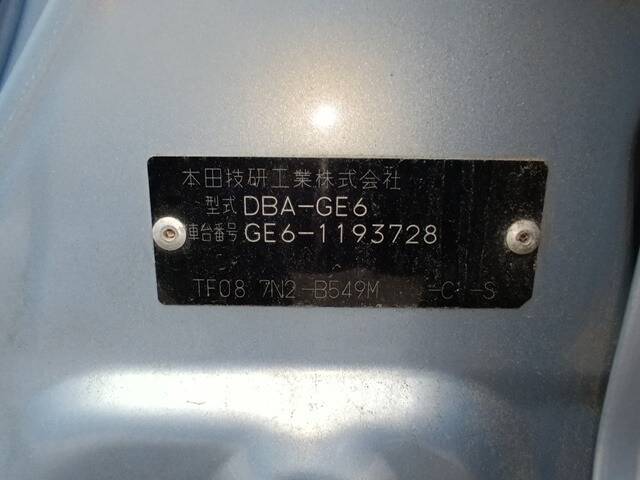 本田技研工業株式会社
型式 DBA-GE6
車台番号 GE6-1193728
TF08 7N2-B549M -C -S